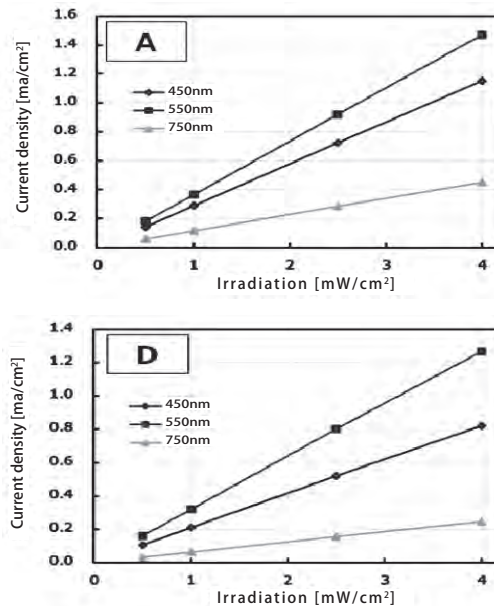 A
Current density [ma/cm²]
1.6
1.4
1.2
1.0
0.8
0.6
0.4
0.2
0.0
450nm
550nm
750nm
0 1 2 3 4
Irradiation [mW/cm²]
D
Current density [ma/cm²]
1.4
1.2
1.0
0.8
0.6
0.4
0.2
0.0
450nm
550nm
750nm
0 0 1 2 3 4
Irradiation [mW/cm²]